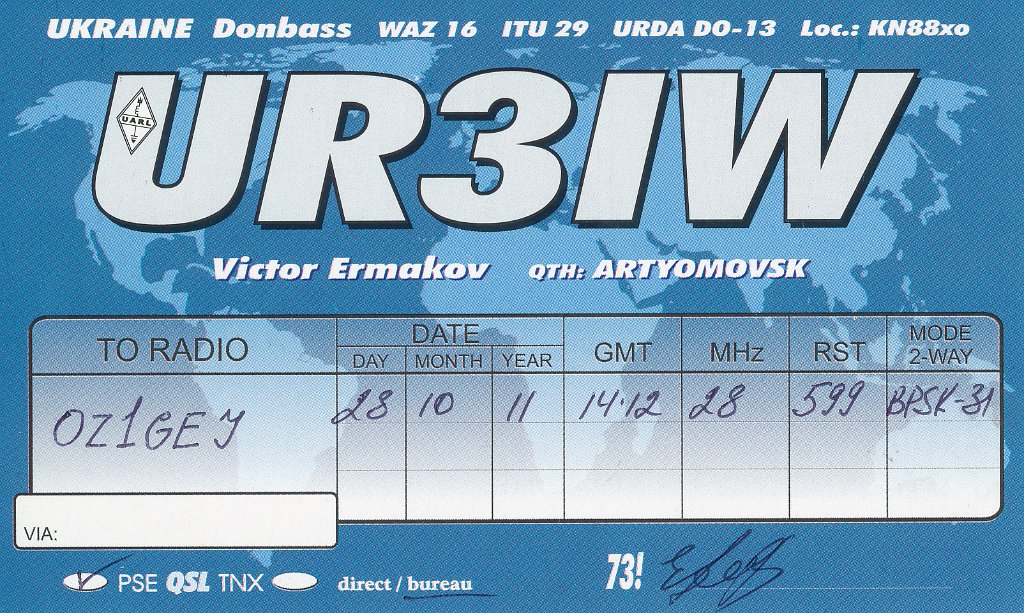 UKRAINE Donbass WAZ 16 ITU 29 URDA DO-13 Loc.: KN88xo
UARL
UR3IW
Victor Ermakov QTH: ARTYOMOVSK
TO RADIO DATE GMT MHz RST MODE 2-WAY
DAY MONTH YEAR
OZ1GEJ 28 10 11 14·12 28 599 BPSK-31
VIA:
PSE QSL TNX direct / bureau 73!